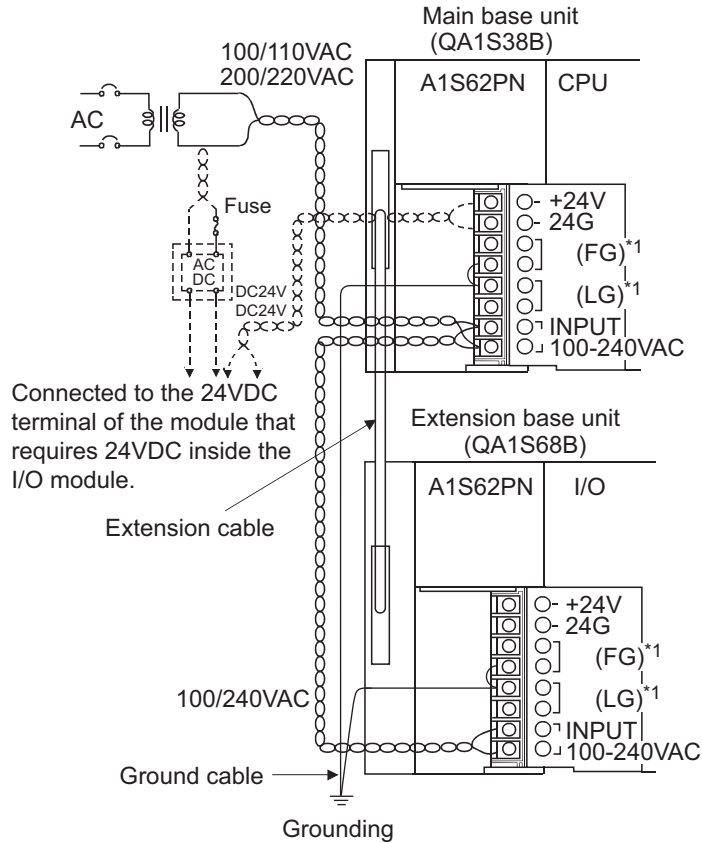 Main base unit
(QA1S38B)
100/110VAC
200/220VAC
A1S62PN
CPU
AC
Fuse
AC
DC
DC24V
DC24V
+24V
24G
(FG)*1
(LG)*1
INPUT
100-240VAC
Connected to the 24VDC
terminal of the module that
requires 24VDC inside the
I/O module.
Extension cable
Extension base unit
(QA1S68B)
A1S62PN
I/O
+24V
24G
(FG)*1
(LG)*1
INPUT
100-240VAC
100/240VAC
Ground cable
Grounding